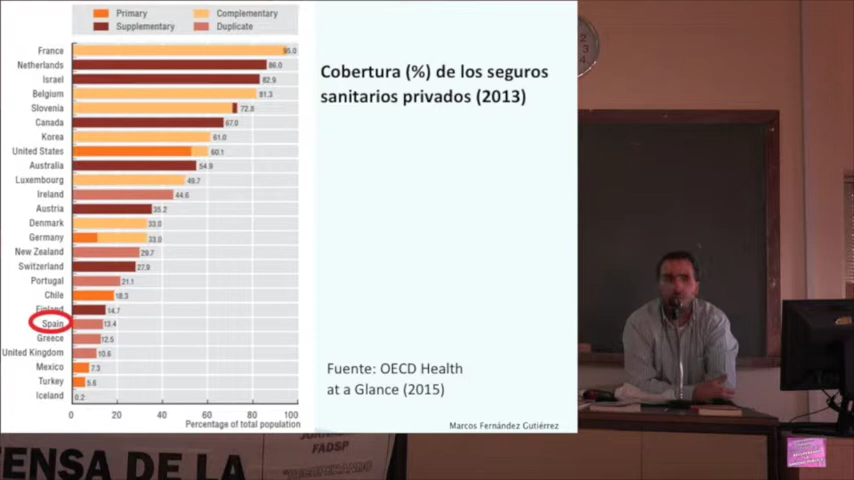 Primary
Complementary
Supplementary
Duplicate
Cobertura (%) de los seguros
sanitarios privados (2013)
France 95.0
Netherlands 86.0
Israel 82.9
Belgium 81.3
Slovenia 72.8
Canada 67.0
Korea 61.0
United States 60.1
Australia 54.9
Luxembourg 49.7
Ireland 44.6
Austria 35.2
Denmark 33.0
Germany 33.0
New Zealand 29.7
Switzerland 27.9
Portugal 21.1
Chile 18.3
Finland 14.7
Spain 13.4
Greece 12.5
United Kingdom 10.6
Mexico 7.3
Turkey 5.6
Iceland 0.2
0 20 40 60 80 100
Percentage of total population
Fuente: OECD Health
at a Glance (2015)
Marcos Fernández Gutiérrez
FADSP
ENSA DE LA